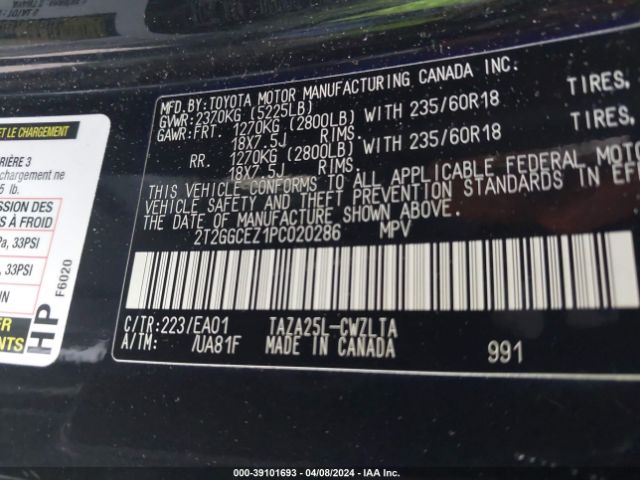 MFD.BY:TOYOTA MOTOR MANUFACTURING CANADA INC.
GVWR:2370KG (5225LB)
GAWR:FRT. 1270KG (2800LB) WITH 235/60R18 TIRES,
18X7.5J RIMS.
RR. 1270KG (2800LB) WITH 235/60R18 TIRES,
18X7.5J RIMS.
THIS VEHICLE CONFORMS TO ALL APPLICABLE FEDERAL MOTO
VEHICLE SAFETY AND THEFT PREVENTION STANDARDS IN EFF
THE DATE OF MANUFACTURE SHOWN ABOVE.
2T2GGCEZ1PC020286 MPV
C/TR:223/EA01 TAZA25L-CWZLTA
A/TM: /UA81F MADE IN CANADA 991
ET LE CHARGEMENT
RIÈRE 3
chargement ne
5 lb.
SSION DES
S À FROID
Pa, 33PSI
, 33PSI
IN
MENTS
HP
F6020
000-39101693 - 04/08/2024 - IAA Inc.